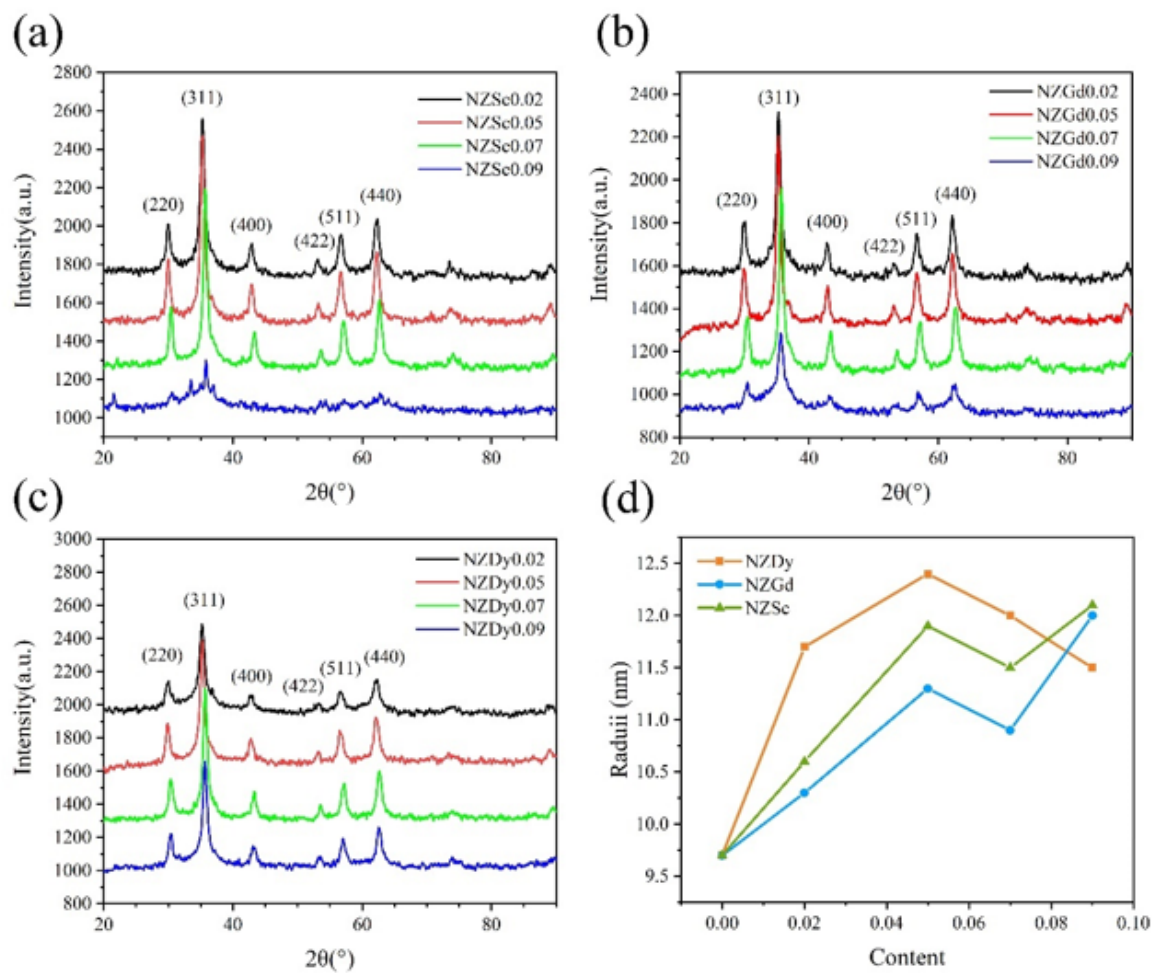 (a)
2800
2600
2400
2200
2000
1800
1600
1400
1200
1000
Intensity(a.u.)
(220)
(311)
(400)
(422)
(511)
(440)
NZSc0.02
NZSc0.05
NZSc0.07
NZSc0.09
20 40 60 80
2θ(°)
(b)
2400
2200
2000
1800
1600
1400
1200
1000
800
Intensity(a.u.)
(220)
(311)
(400)
(422)
(511)
(440)
NZGd0.02
NZGd0.05
NZGd0.07
NZGd0.09
20 40 60 80
2θ(°)
(c)
3000
2800
2600
2400
2200
2000
1800
1600
1400
1200
1000
800
Intensity(a.u.)
(220)
(311)
(400)
(422)
(511)
(440)
NZDy0.02
NZDy0.05
NZDy0.07
NZDy0.09
20 40 60 80
2θ(°)
(d)
12.5
12.0
11.5
11.0
10.5
10.0
9.5
Raduii (nm)
NZDy
NZGd
NZSc
0.00 0.02 0.04 0.06 0.08 0.10
Content